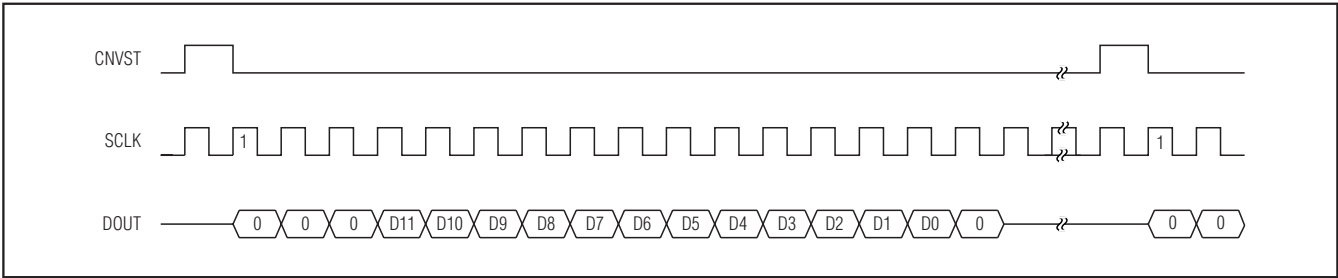 CNVST
SCLK 1 1
DOUT 0 0 0 D11 D10 D9 D8 D7 D6 D5 D4 D3 D2 D1 D0 0 0 0